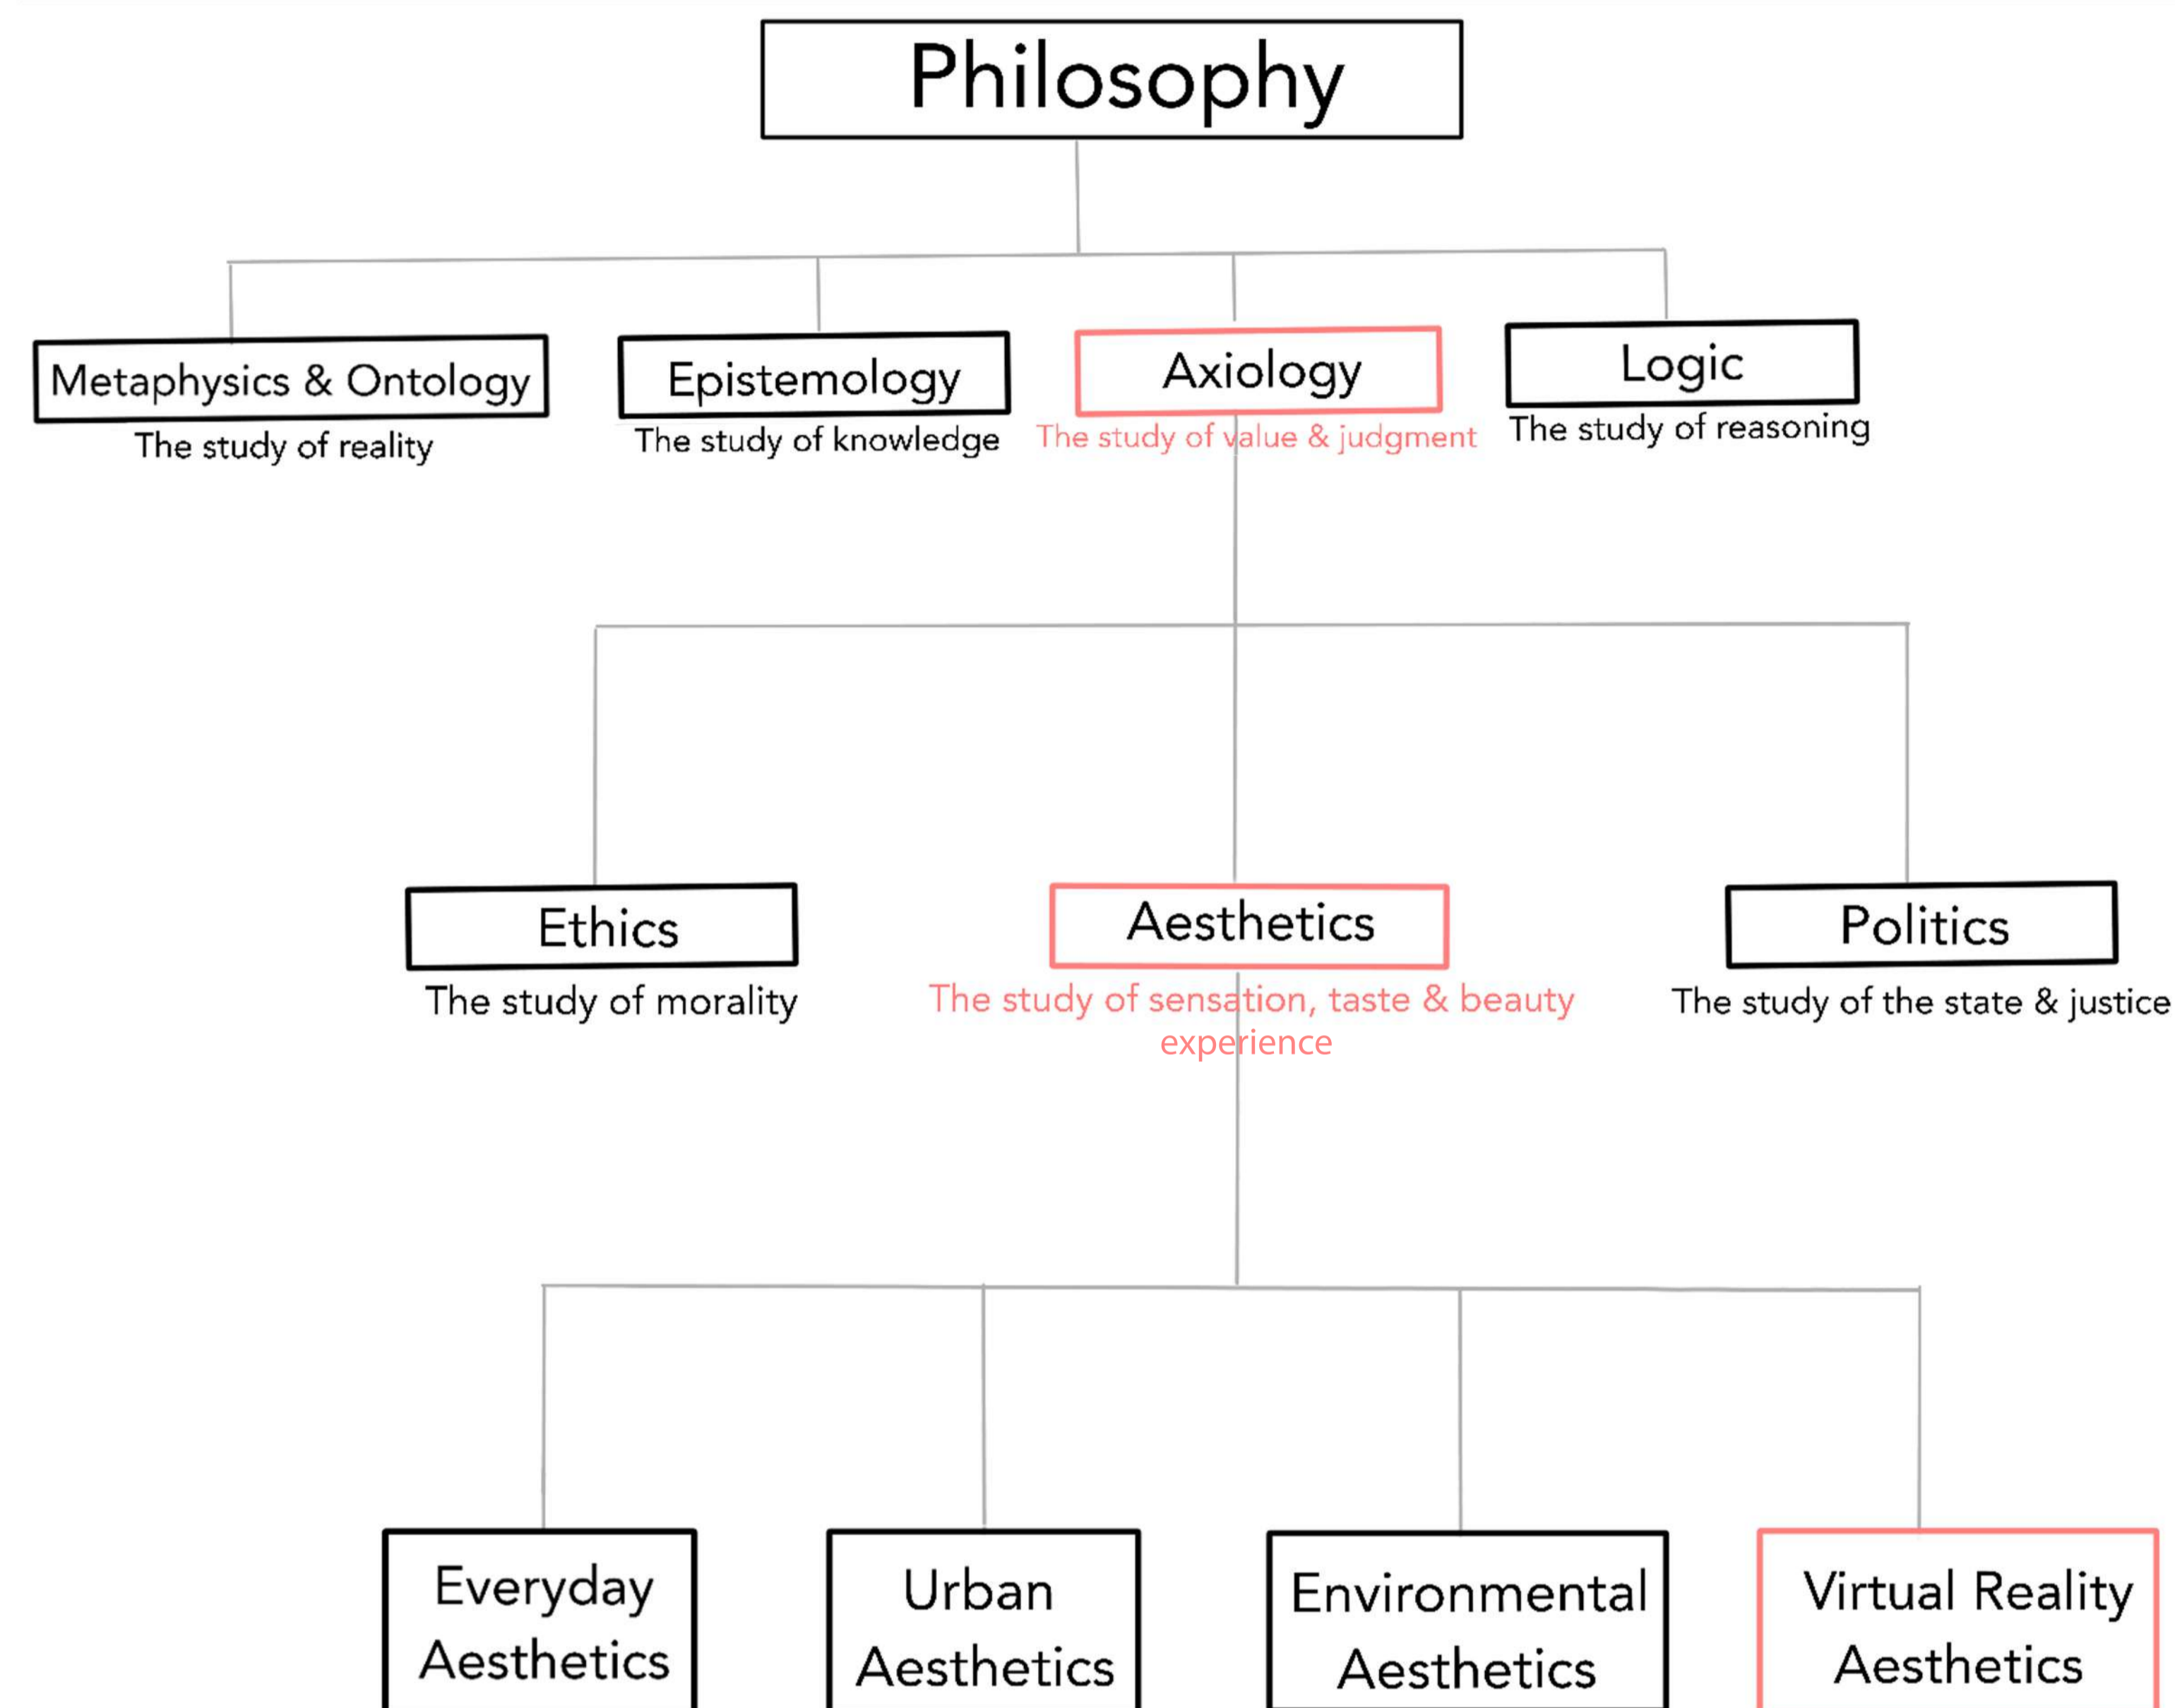 Philosophy
Metaphysics & Ontology
The study of reality
Epistemology
The study of knowledge
Axiology
The study of value & judgment
Logic
The study of reasoning
Ethics
The study of morality
Aesthetics
The study of sensation, taste & beauty
experience
Politics
The study of the state & justice
Everyday
Aesthetics
Urban
Aesthetics
Environmental
Aesthetics
Virtual Reality
Aesthetics